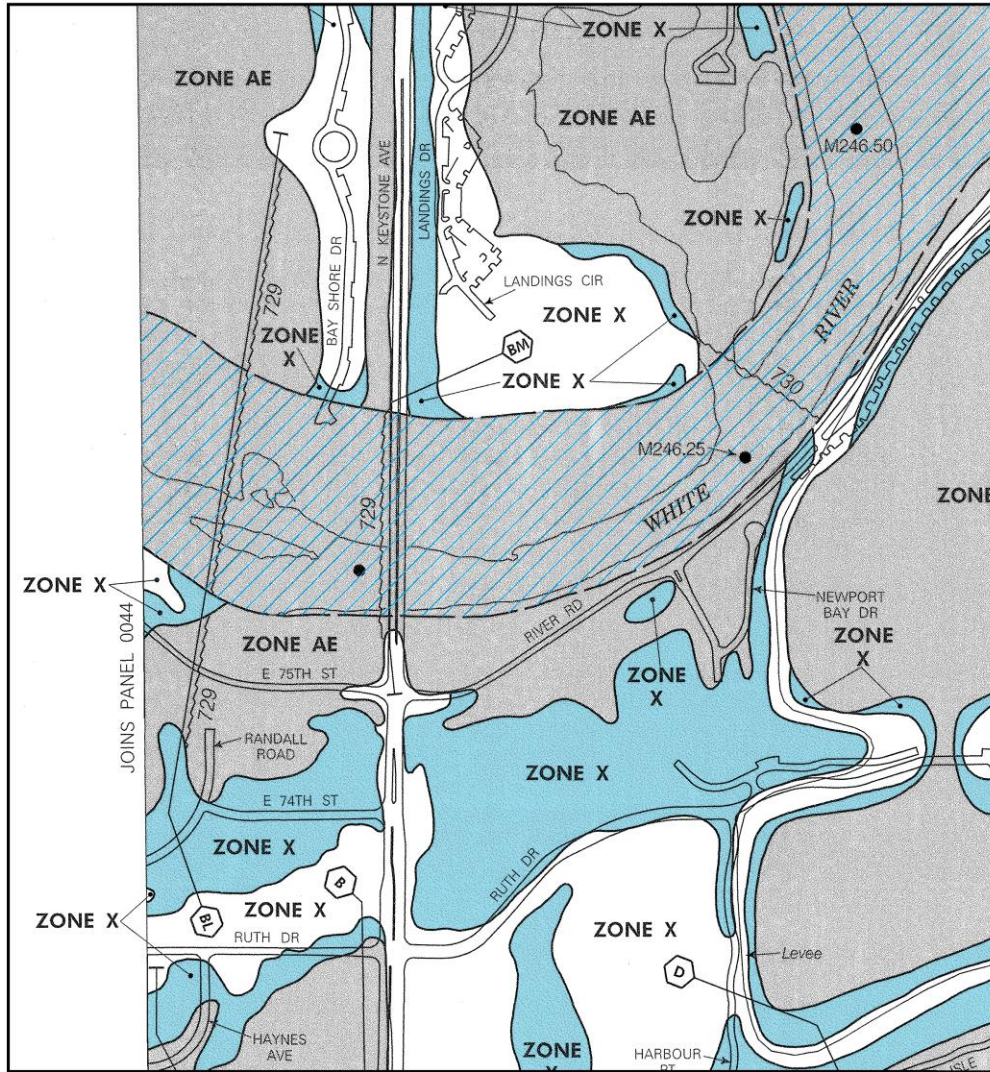 ZONE X
ZONE AE
ZONE AE
M246.50
N KEYSTONE AVE
LANDINGS DR
ZONE X
BAY SHORE DR
LANDINGS CIR
729
ZONE X
ZONE
X
BM
ZONE X
RIVER
730
M246.25
WHITE
729
ZONE
ZONE X
NEWPORT
BAY DR
RIVER RD
ZONE AE
ZONE
X
E 75TH ST
ZONE
X
JOINS PANEL 0044
729
RANDALL
ROAD
ZONE X
E 74TH ST
ZONE X
RUTH DR
B
ZONE X
ZONE X
BL
RUTH DR
ZONE X
Levee
D
HAYNES
AVE
ZONE
X
HARBOUR
PT
ISLE